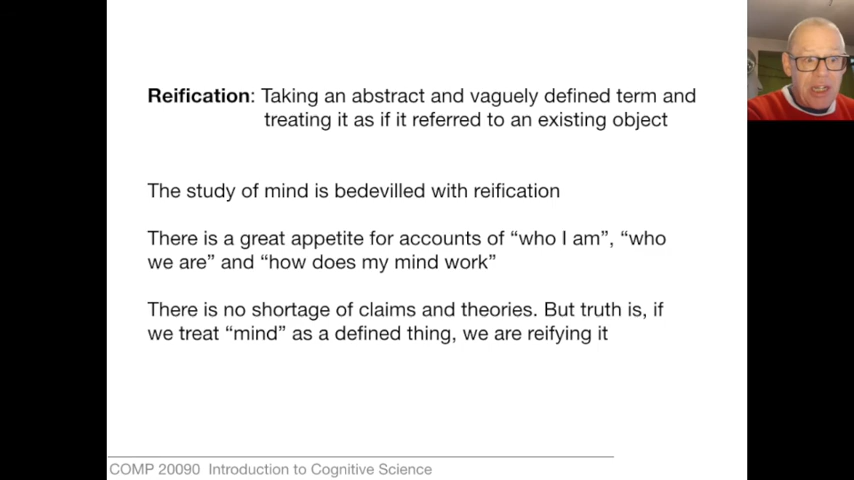 Reification: Taking an abstract and vaguely defined term and
treating it as if it referred to an existing object
The study of mind is bedevilled with reification
There is a great appetite for accounts of “who I am”, “who
we are” and “how does my mind work”
There is no shortage of claims and theories. But truth is, if
we treat “mind” as a defined thing, we are reifying it
COMP 20090 Introduction to Cognitive Science